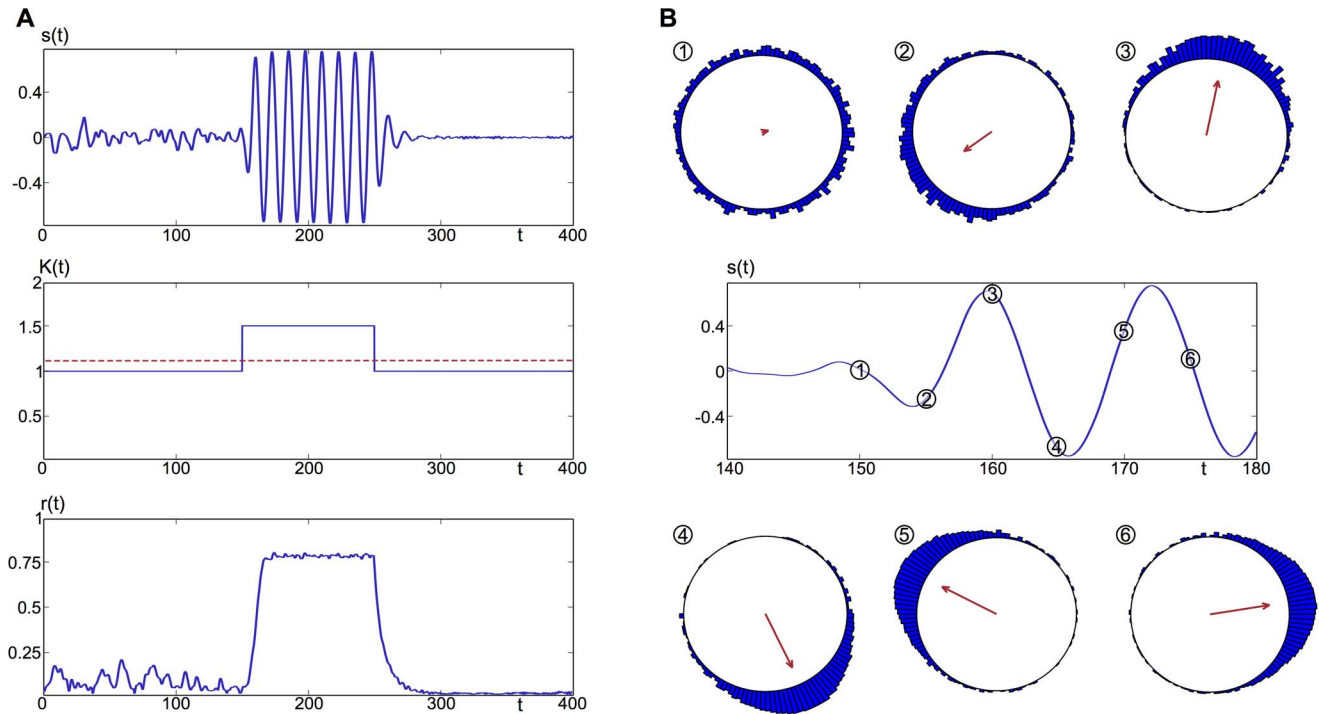 A
s(t)
0.4
0
-0.4
0 100 200 300 t 400
K(t)
2
1.5
1
0.5
0 100 200 300 t 400
r(t)
1
0.75
0.50
0.25
0 100 200 300 t 400
B
① ② ③
s(t)
0.4
0
-0.4
① ② ③ ④ ⑤ ⑥
140 150 160 170 t 180
④ ⑤ ⑥